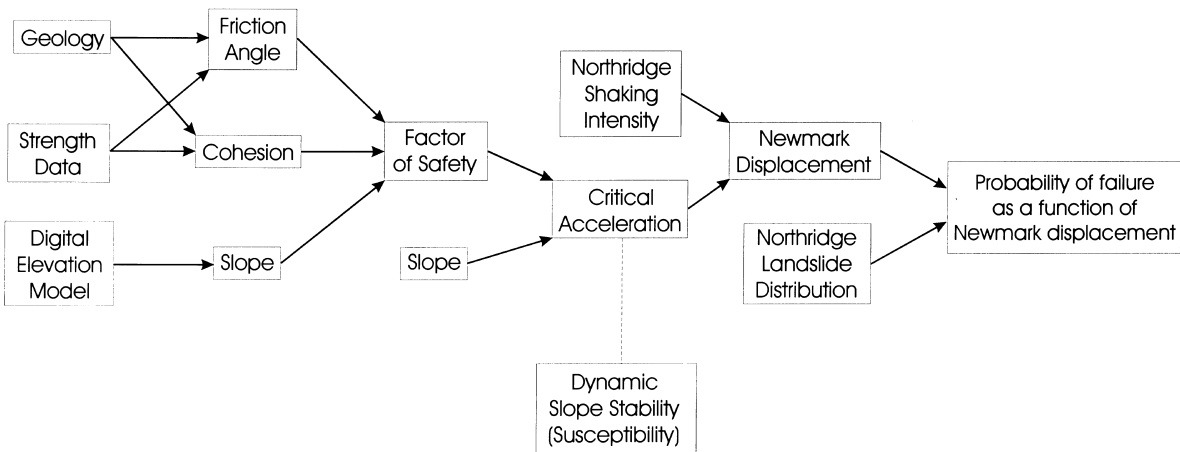 Geology
Friction
Angle
Strength
Data
Cohesion
Digital
Elevation
Model
Slope
Factor
of Safety
Slope
Northridge
Shaking
Intensity
Critical
Acceleration
Dynamic
Slope Stability
(Susceptibility)
Newmark
Displacement
Northridge
Landslide
Distribution
Probability of failure
as a function of
Newmark displacement